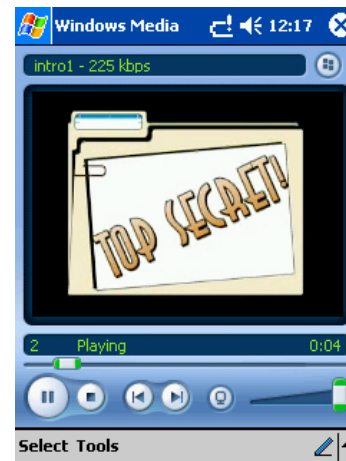 Windows Media 12:17
intro1 - 225 kbps
TOP SECRET!
2 Playing 0:04
Select Tools